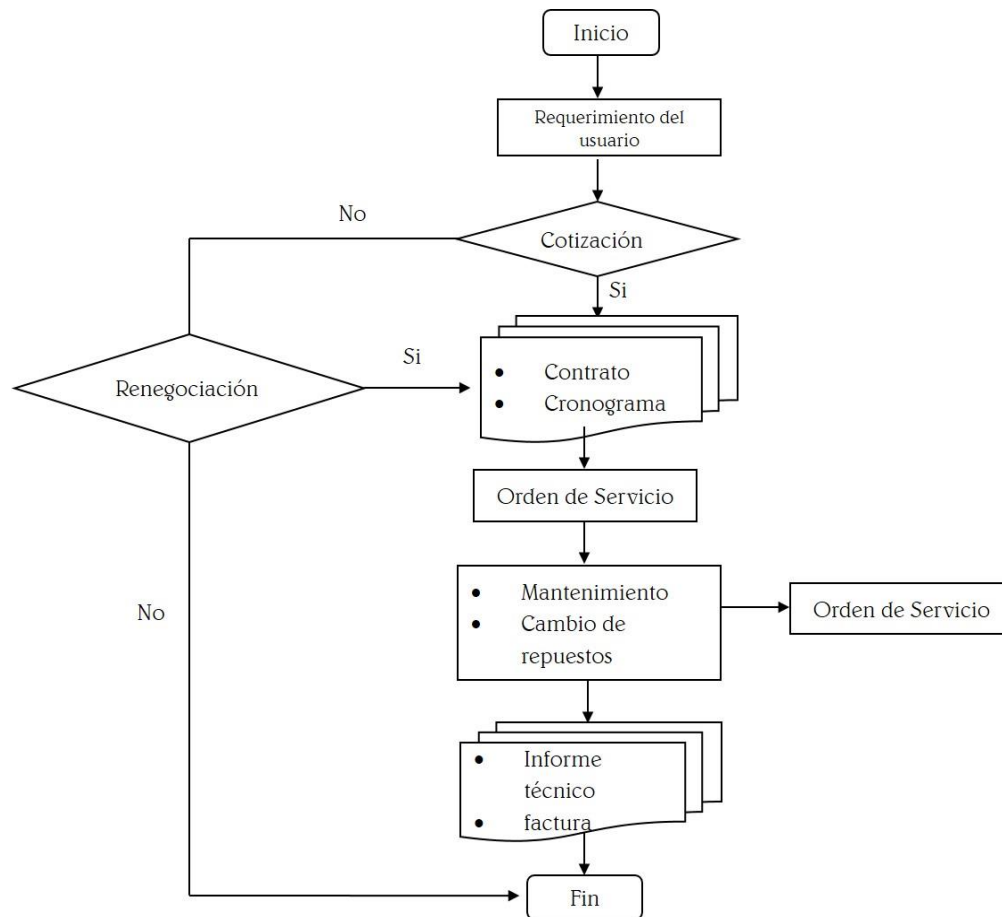 Inicio
Requerimiento del
usuario
No
Cotización
Si
Si
Renegociación
• Contrato
• Cronograma
Orden de Servicio
No
• Mantenimiento
• Cambio de
repuestos
Orden de Servicio
• Informe
técnico
• factura
Fin